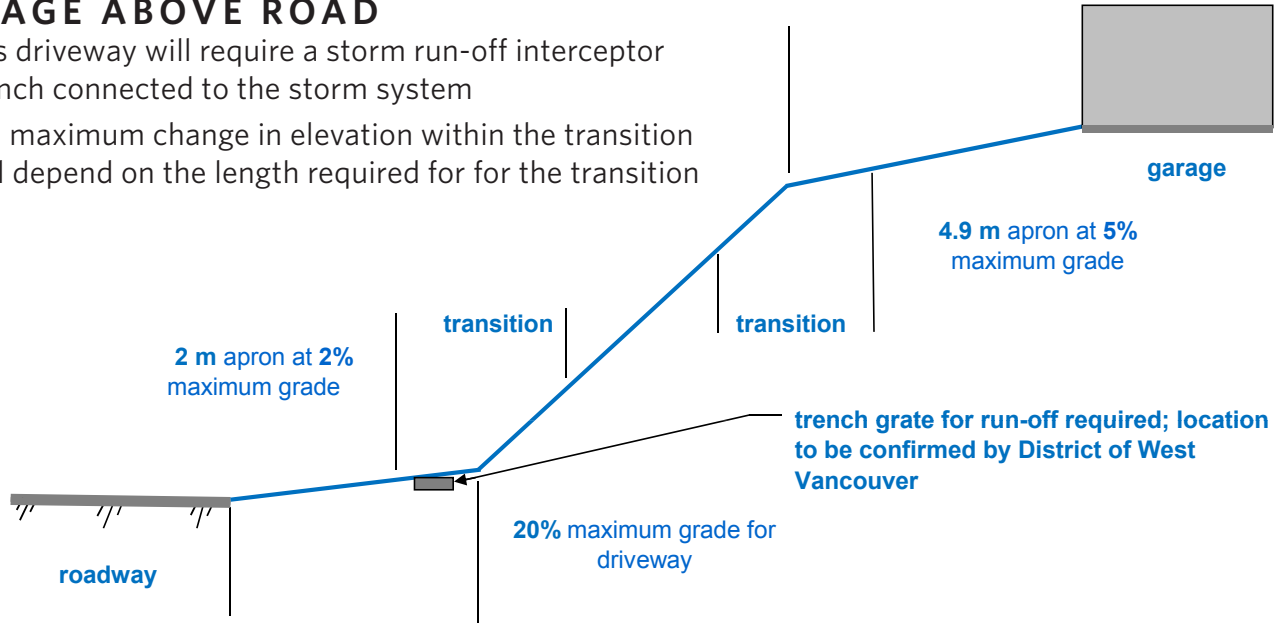 AGE ABOVE ROAD
s driveway will require a storm run-off interceptor
nch connected to the storm system
maximum change in elevation within the transition
l depend on the length required for for the transition
garage
4.9 m apron at 5%
maximum grade
transition
transition
2 m apron at 2%
maximum grade
trench grate for run-off required; location
to be confirmed by District of West
Vancouver
20% maximum grade for
driveway
roadway